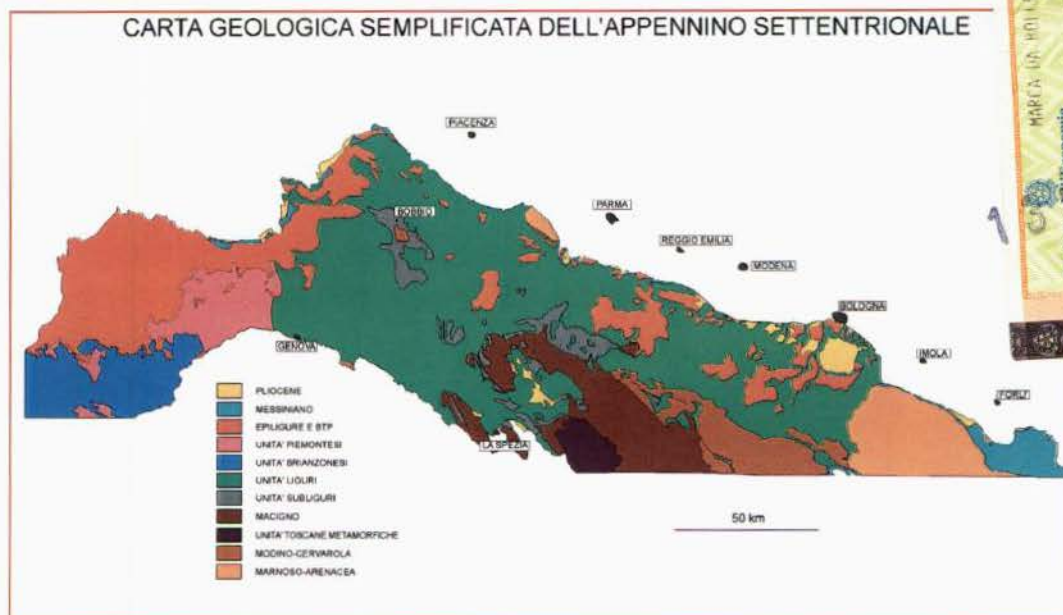 CARTA GEOLOGICA SEMPLIFICATA DELL'APPENNINO SETTENTRIONALE
MARCA DA
PIACENZA
BOBBIO
PARMA
REGGIO EMILIA
MODENA
BOLOGNA
GENOVA
IMOLA
FORLI'
LA SPEZIA
PLIOCENE
MESSINIANO
EPILIGURE E BTP
UNITA' PIEMONTESI
UNITA' BRIANZONESI
UNITA' LIGURI
UNITA' SUBLIGURI
MACIGNO
UNITA' TOSCANE METAMORFICHE
MODINO-CERVAROLA
MARNOSO-ARENACEA
50 km